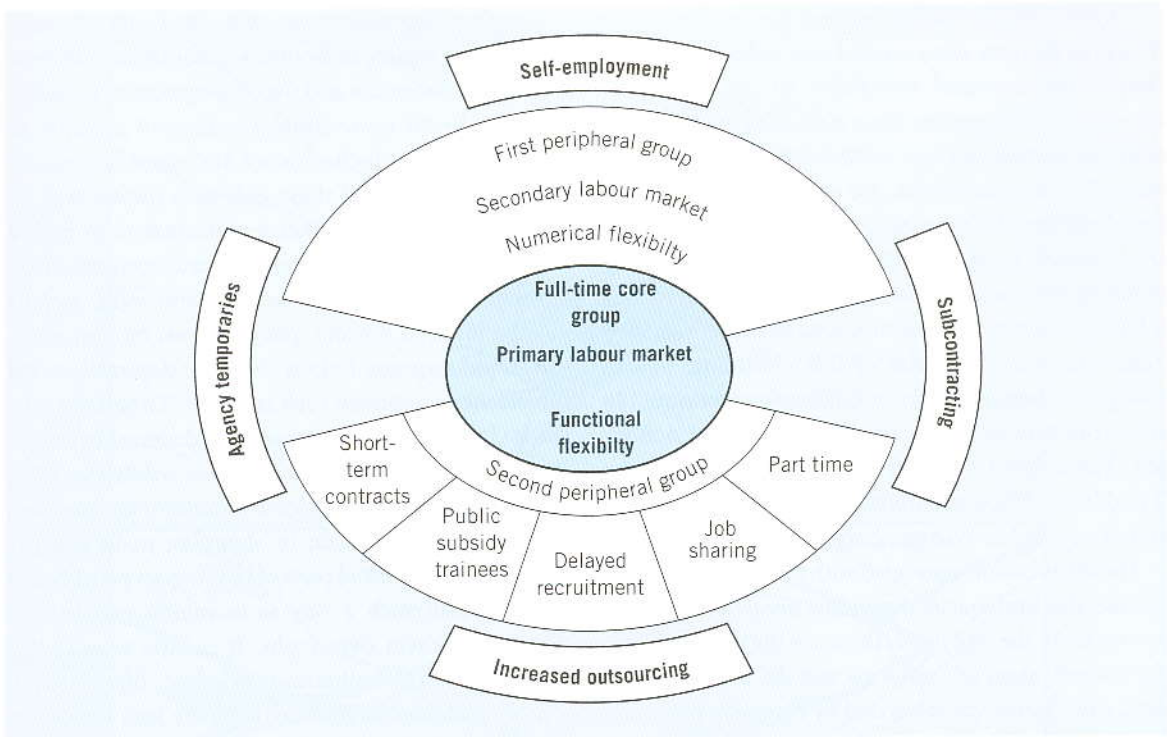 Self-employment
First peripheral group
Secondary labour market
Numerical flexibilty
Agency temporaries
Full-time core
group
Primary labour market
Functional
flexibilty
Subcontracting
Second peripheral group
Short-
term
contracts
Public
subsidy
trainees
Delayed
recruitment
Job
sharing
Part time
Increased outsourcing